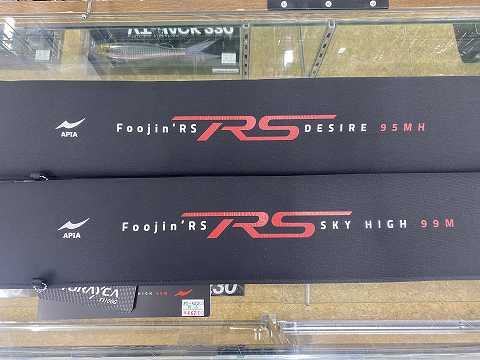 APIA Foojin'RS RS DESIRE 95MH
APIA Foojin'RS RS SKY HIGH 99M